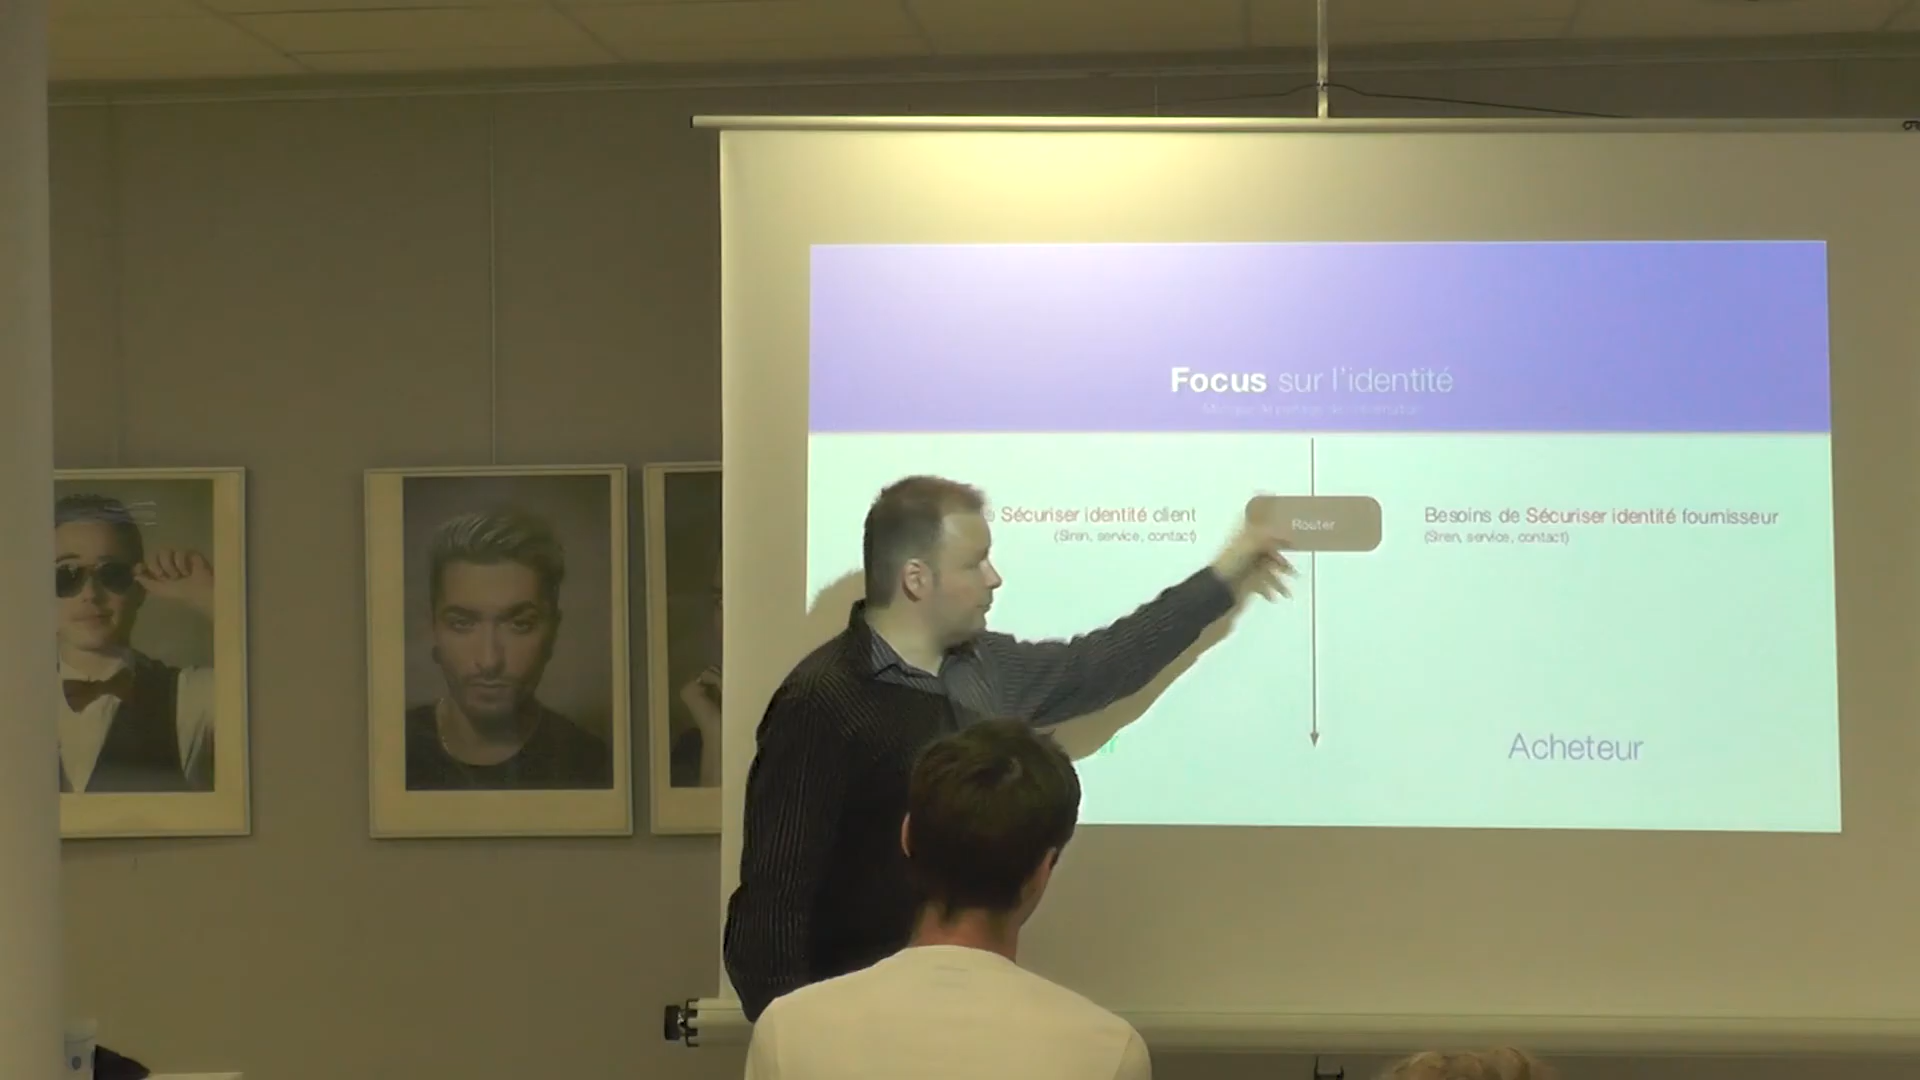 Focus sur l'identité
Sécuriser identité client
(Siren, service, contact)
Router
Besoins de Sécuriser identité fournisseur
(Siren, service, contact)
Acheteur